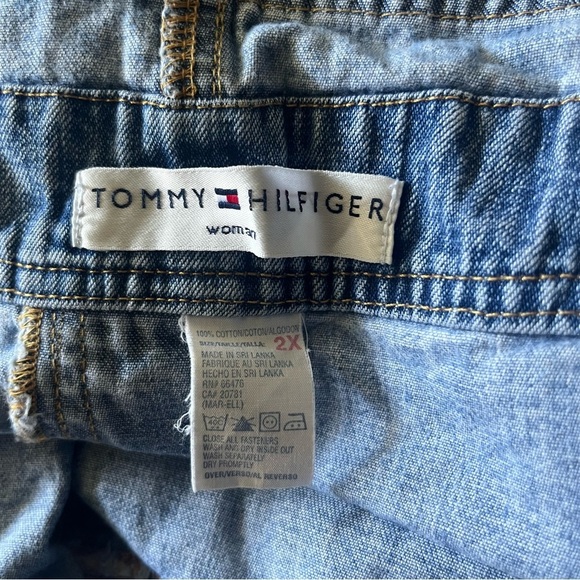 TOMMY HILFIGER
woman
100% COTTON/COTON/ALGODON
SIZE/TAILLE/TALLA: 2X
MADE IN SRI LANKA
FABRIQUE AU SRI LANKA
HECHO EN SRI LANKA
RN# 66476
CA# 20781
(MAR-ELL)
CLOSE ALL FASTENERS
WASH AND DRY INSIDE OUT
WASH SEPARATELY
DRY PROMPTLY
OVER/VERSO/AL REVERSO